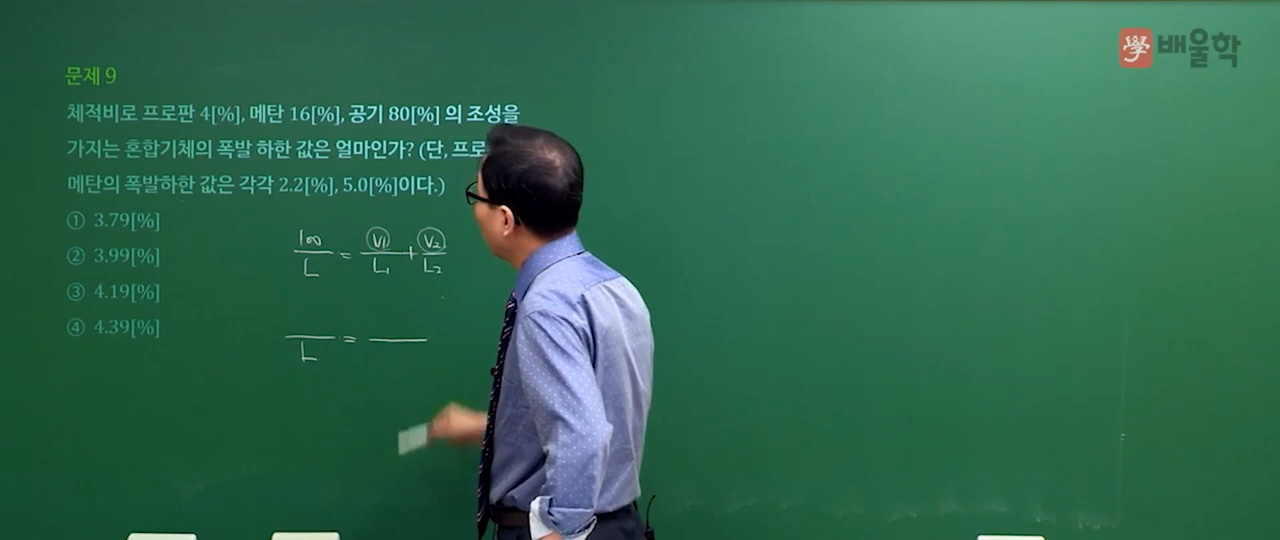 學 배울학
문제 9
체적비로 프로판 4[%], 메탄 16[%], 공기 80[%] 의 조성을
가지는 혼합기체의 폭발 하한 값은 얼마인가? (단, 프로
메탄의 폭발하한 값은 각각 2.2[%], 5.0[%]이다.)
① 3.79[%]
② 3.99[%]
③ 4.19[%]
④ 4.39[%]
100/L = V1/L1 + V2/L2
/L =